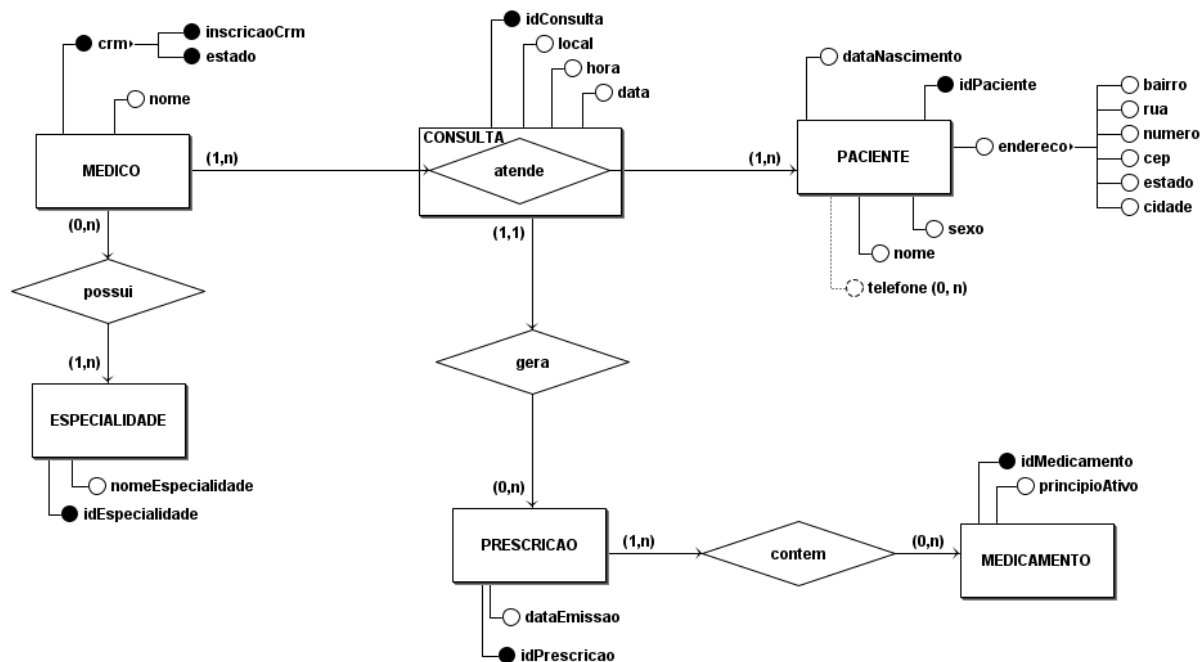 idConsulta
inscricaoCrm
crm
local
estado
dataNascimento
hora
bairro
idPaciente
data
nome
rua
CONSULTA
numero
MEDICO
(1,n)
atende
(1,n)
PACIENTE
endereco
cep
estado
cidade
(0,n)
(1,1)
sexo
nome
possui
telefone (0, n)
(1,n)
gera
ESPECIALIDADE
idMedicamento
nomeEspecialidade
(0,n)
principioAtivo
idEspecialidade
PRESCRICAO
(1,n)
contem
(0,n)
MEDICAMENTO
dataEmissao
idPrescricao